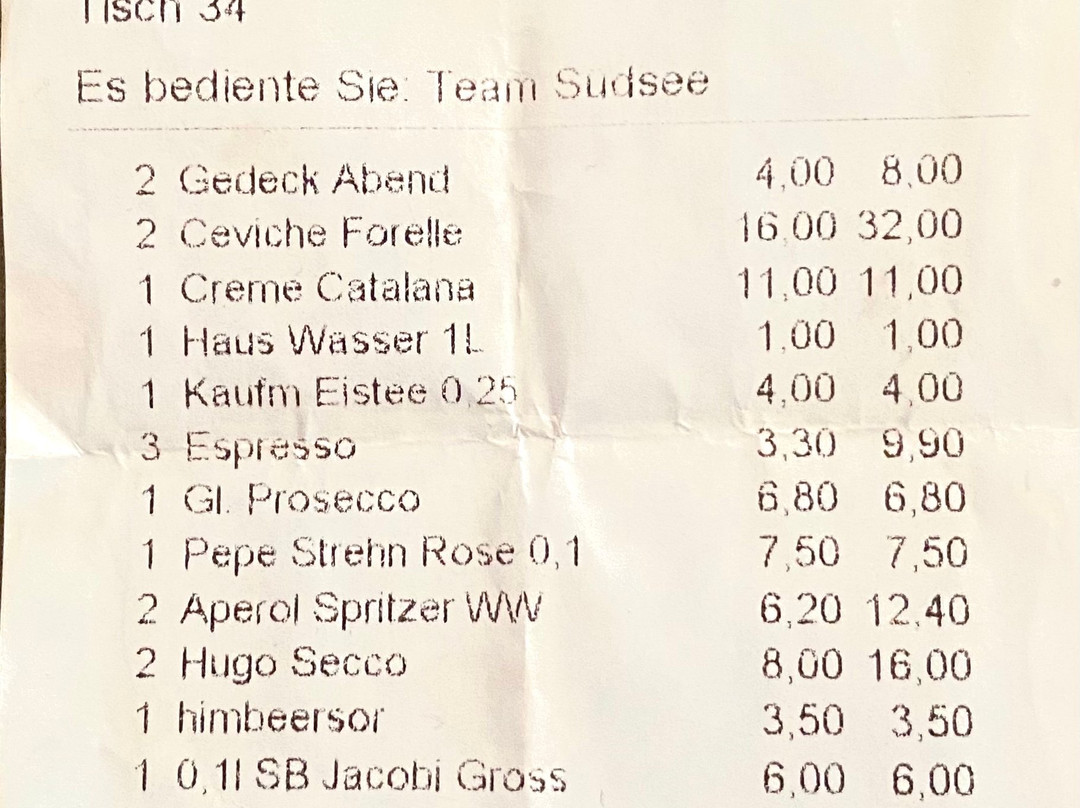 Tisch 34
Es bediente Sie: Team Südsee
2 Gedeck Abend 4,00 8,00
2 Ceviche Forelle 16,00 32,00
1 Creme Catalana 11,00 11,00
1 Haus Wasser 1L 1,00 1,00
1 Kaufm Eistee 0,25 4,00 4,00
3 Espresso 3,30 9,90
1 Gl. Prosecco 6,80 6,80
1 Pepe Strehn Rose 0,1 7,50 7,50
2 Aperol Spritzer WW 6,20 12,40
2 Hugo Secco 8,00 16,00
1 himbeersor 3,50 3,50
1 0,1l SB Jacobi Gross 6,00 6,00